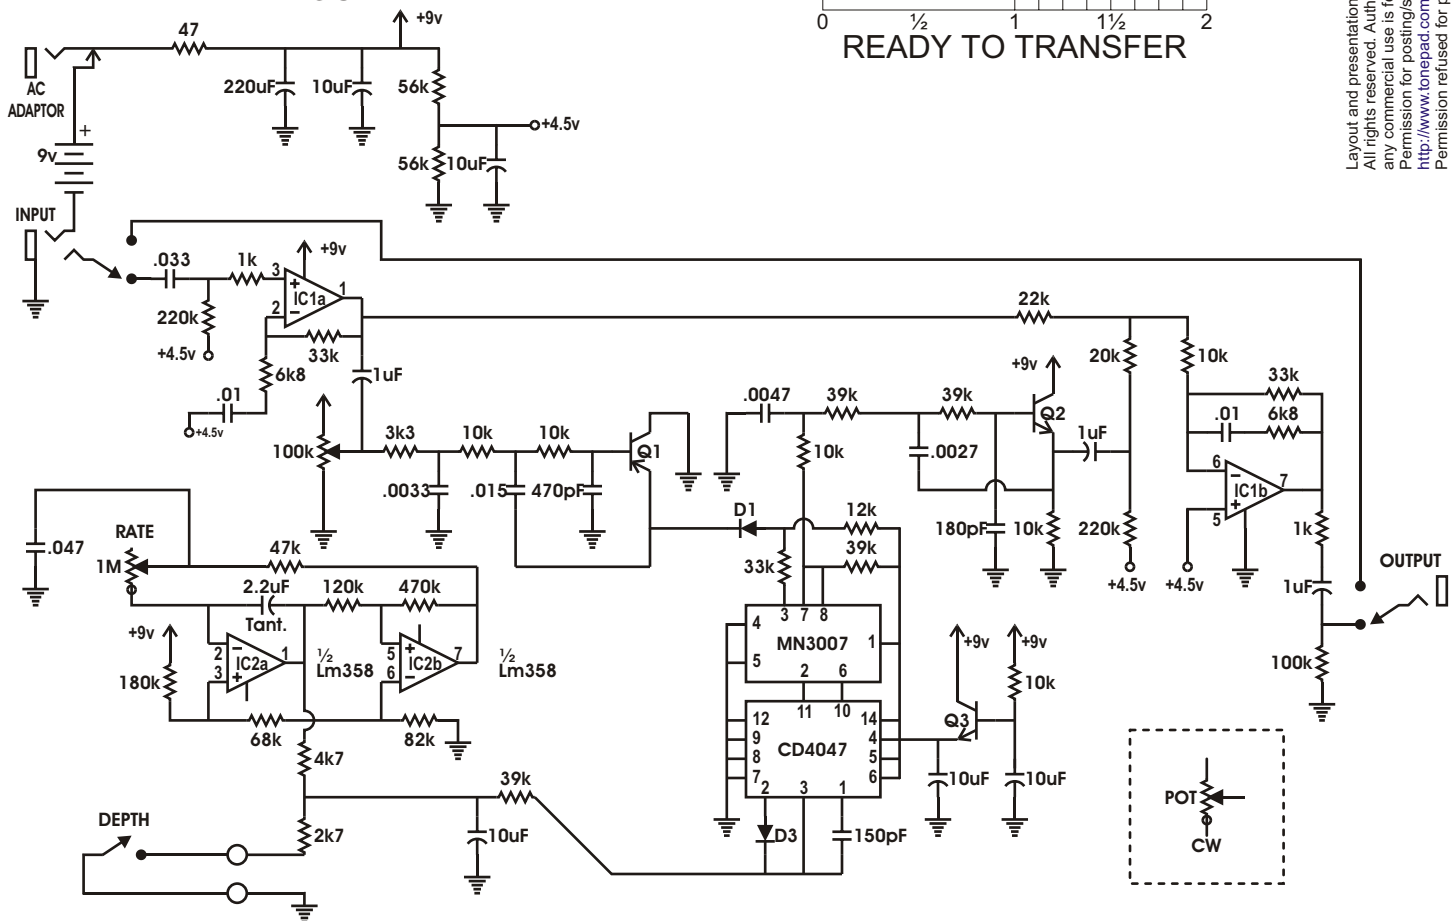 0 ½ 1 1½ 2
READY TO TRANSFER
Layout and presentation
All rights reserved. Auth
any commercial use is fo
Permission for posting/s
http://www.tonepad.com
Permission refused for p
47
+9v
AC
ADAPTOR
220uF
10uF
56k
+4.5v
+
9v
56k
10uF
INPUT
.033
1k
+9v
3
+
IC1a
1
2
−
220k
33k
+4.5v
6k8
1uF
.01
+4.5v
22k
20k
10k
+9v
33k
.01
6k8
.0047
39k
39k
Q2
1uF
100k
3k3
10k
10k
Q1
10k
.0027
6
−
IC1b
7
+
5
.0033
.015
470pF
D1
12k
180pF
10k
220k
1k
+4.5v
+4.5v
OUTPUT
1uF
100k
.047
RATE
1M
47k
39k
33k
2.2uF
Tant.
120k
470k
+9v
2
−
IC2a
1
3
+
½
Lm358
5
+
IC2b
7
6
−
½
Lm358
180k
68k
82k
3 7 8
4
MN3007
1
5
2 6
11 10
12
14
9
4
8
CD4047
5
7
6
2 3 1
+9v
+9v
10k
Q3
10uF
10uF
4k7
39k
DEPTH
2k7
10uF
D3
150pF
POT
CW